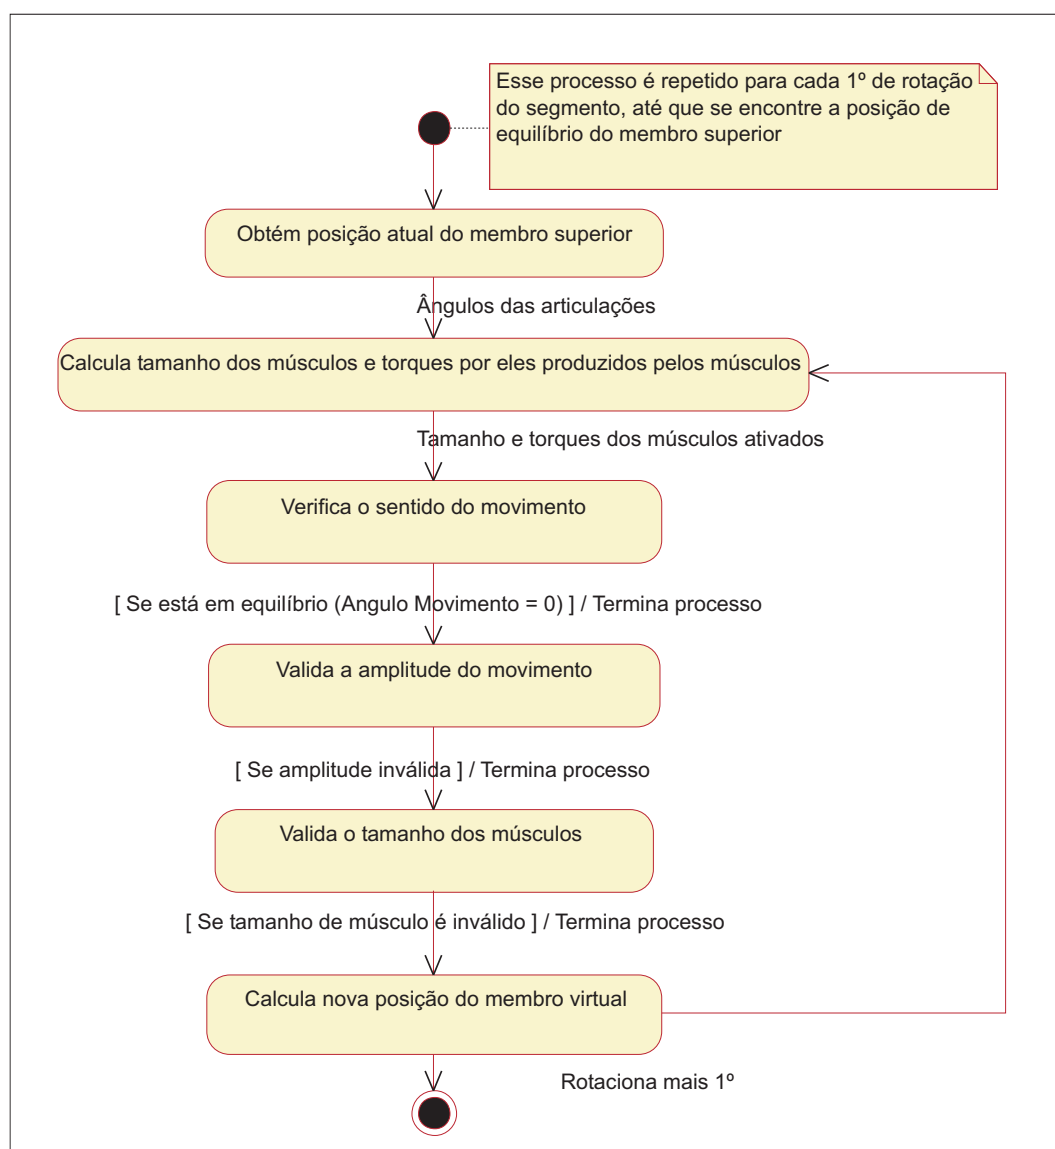 Esse processo é repetido para cada 1º de rotação
do segmento, até que se encontre a posição de
equilíbrio do membro superior
Obtém posição atual do membro superior
Ângulos das articulações
Calcula tamanho dos músculos e torques por eles produzidos pelos músculos
Tamanho e torques dos músculos ativados
Verifica o sentido do movimento
[ Se está em equilíbrio (Angulo Movimento = 0) ] / Termina processo
Valida a amplitude do movimento
[ Se amplitude inválida ] / Termina processo
Valida o tamanho dos músculos
[ Se tamanho de músculo é inválido ] / Termina processo
Calcula nova posição do membro virtual
Rotaciona mais 1º